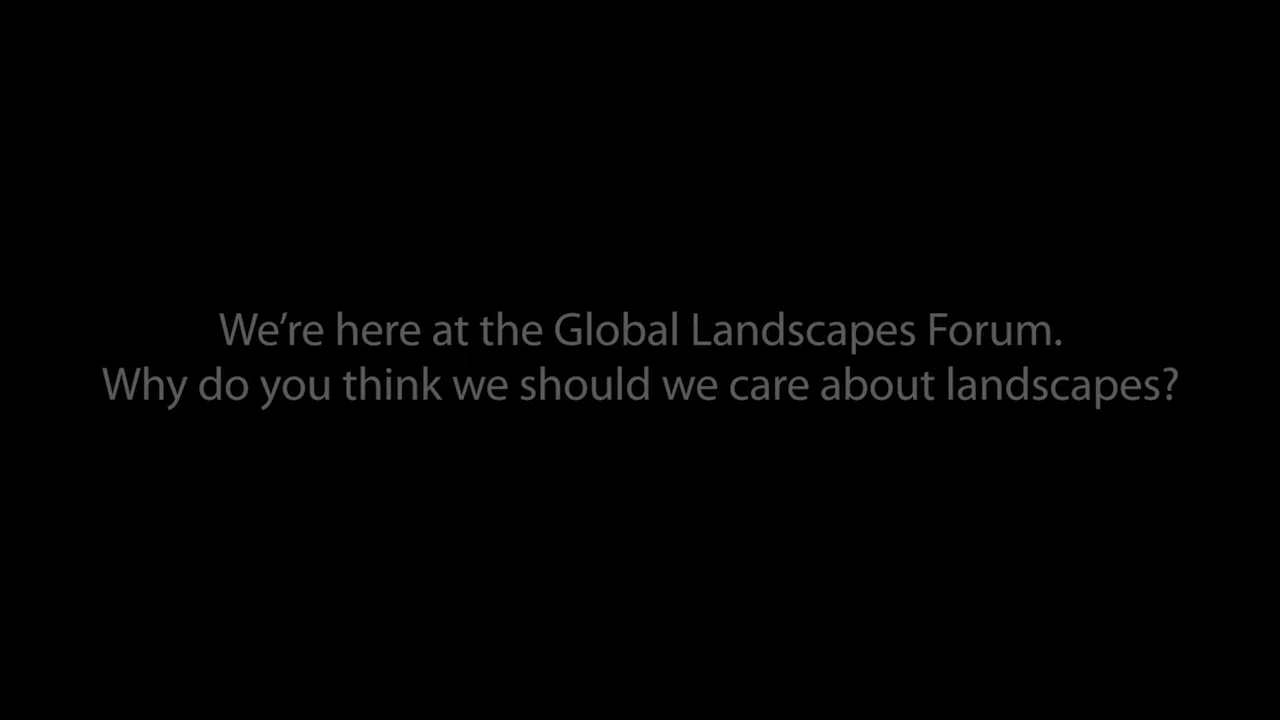 We’re here at the Global Landscapes Forum.
Why do you think we should we care about landscapes?